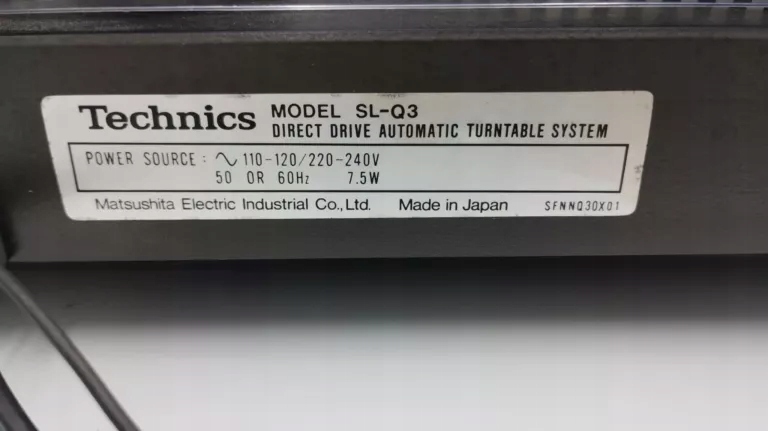 Technics MODEL SL-Q3
DIRECT DRIVE AUTOMATIC TURNTABLE SYSTEM
POWER SOURCE : ∿ 110-120/220-240V
50 OR 60Hz 7.5W
Matsushita Electric Industrial Co., Ltd. Made in Japan SFNNQ30X01